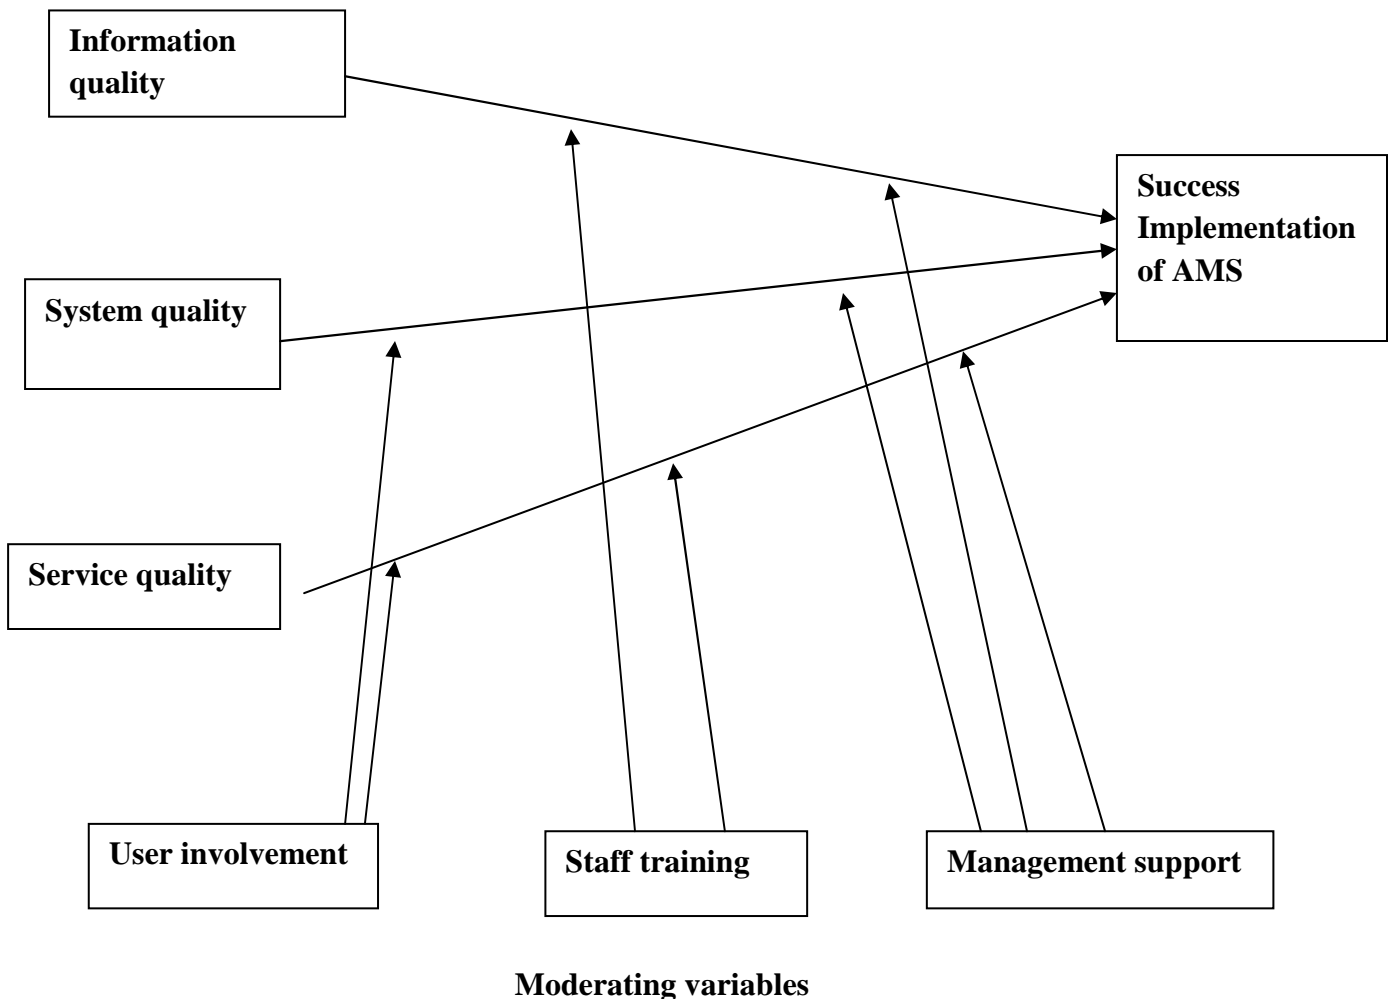 Information
quality
Success
Implementation
of AMS
System quality
Service quality
User involvement
Staff training
Management support
Moderating variables